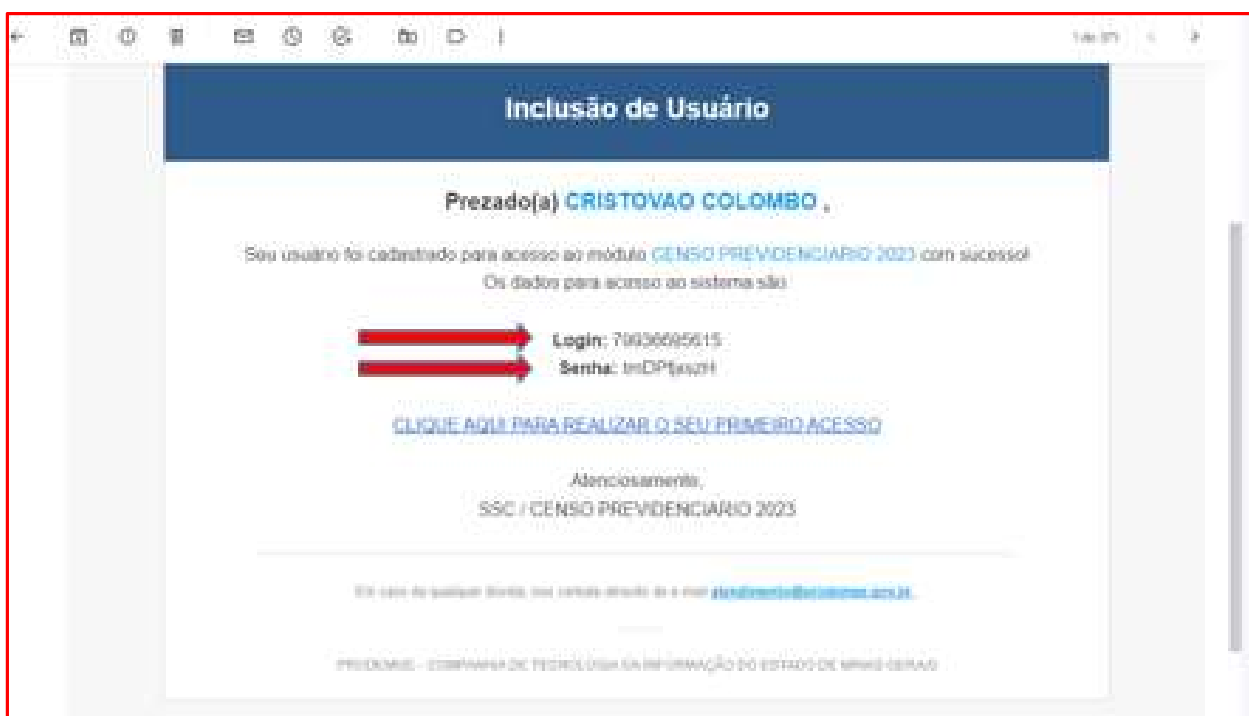 Inclusão de Usuário
Prezado(a) CRISTOVAO COLOMBO ,
Seu usuário foi cadastrado para acesso ao módulo CENSO PREVIDENCIARIO 2023 com sucesso!
Os dados para acesso ao sistema são
Login:
Senha:
CLIQUE AQUI PARA REALIZAR O SEU PRIMEIRO ACESSO
Atenciosamente,
SSC / CENSO PREVIDENCIARIO 2023
PRODEMGE - COMPANHIA DE TECNOLOGIA DA INFORMAÇÃO DO ESTADO DE MINAS GERAIS